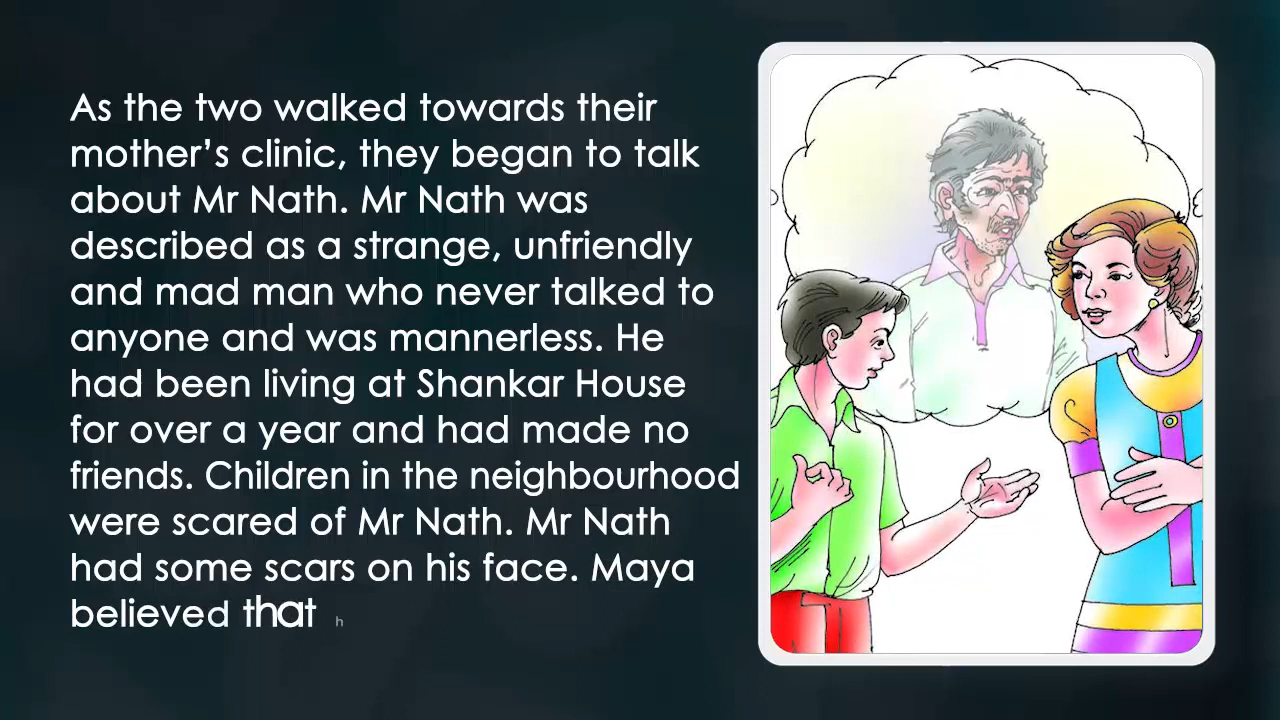 As the two walked towards their
mother's clinic, they began to talk
about Mr Nath. Mr Nath was
described as a strange, unfriendly
and mad man who never talked to
anyone and was mannerless. He
had been living at Shankar House
for over a year and had made no
friends. Children in the neighbourhood
were scared of Mr Nath. Mr Nath
had some scars on his face. Maya
believed that h